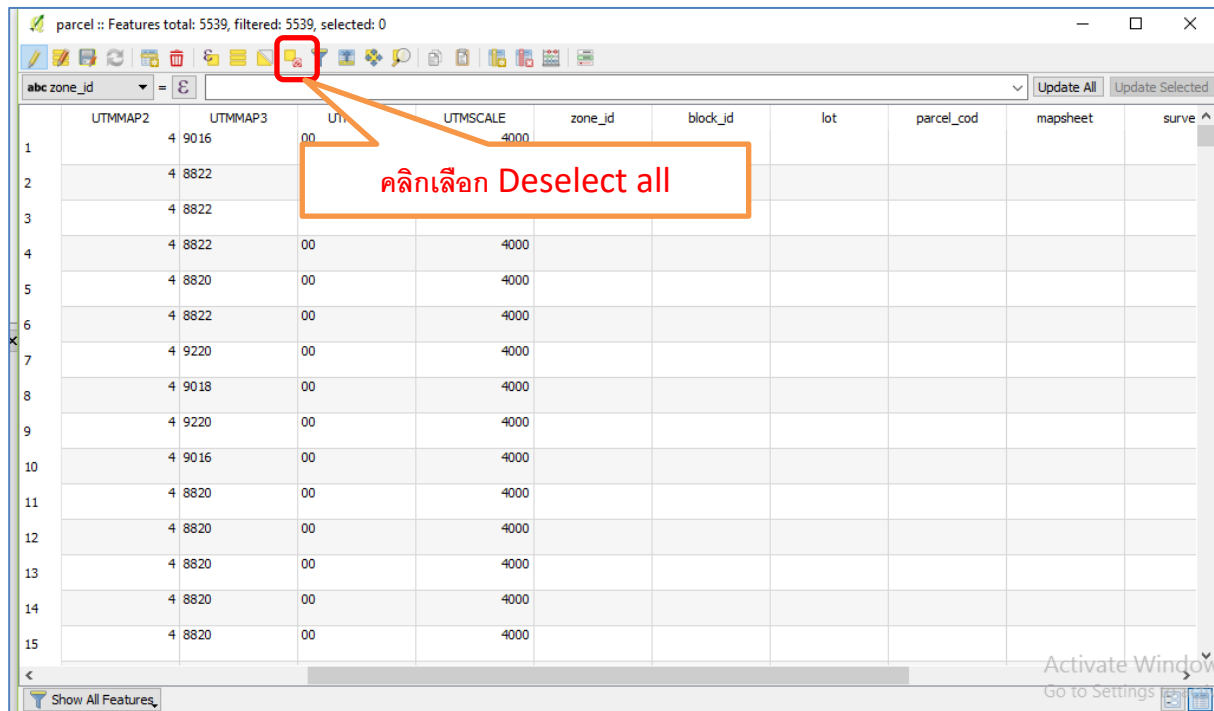 parcel :: Features total: 5539, filtered: 5539, selected: 0
abc zone_id = ε Update All Update Selected
UTMMAP2 UTMMAP3 UTMSCALE zone_id block_id lot parcel_cod mapsheet surve
1 4 9016 00 4000
2 4 8822
3 4 8822
คลิกเลือก Deselect all
4 4 8822 00 4000
5 4 8820 00 4000
6 4 8822 00 4000
7 4 9220 00 4000
8 4 9018 00 4000
9 4 9220 00 4000
10 4 9016 00 4000
11 4 8820 00 4000
12 4 8820 00 4000
13 4 8820 00 4000
14 4 8820 00 4000
15 4 8820 00 4000
Show All Features
Activate Window
Go to Settings